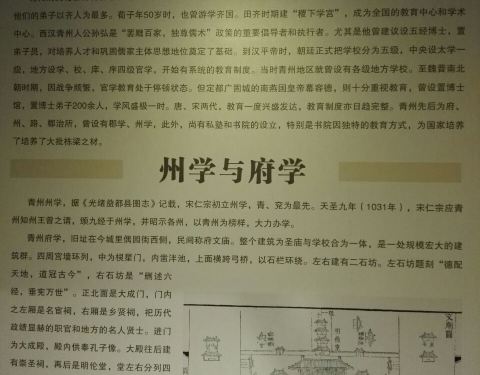 他们的弟子以齐人为最多。荀子年50岁时，也曾游学齐国。田齐时期建“稷下学宫”，成为全国的教育中心和学术
中心。西汉青州人公孙弘是“罢黜百家，独尊儒术”政策的重要倡导者和执行者。尤其是他曾建议设五经博士，置
弟子员，对培养人才和巩固儒家主体思想地位奠定了基础。到汉平帝时，朝廷正式把学校分为五级，中央设太学一
级，地方设学、校、庠、序四级官学，开始有系统的教育制度。当时青州地区就曾设有各级地方学校。至魏晋南北
朝时期，因战争频繁，官学教育处于停顿状态。但定都广固城的南燕国皇帝慕容德，则十分重视教育，曾设置博士
馆，置博士弟子200余人，学风盛极一时。唐、宋两代，教育一度兴盛发达，教育制度亦日趋完整。青州先后为府、
州、路、郡治所，曾设有郡学、州学，此外，尚有私塾和书院的设立，特别是书院因独特的教育方式，为国家培养
了培养了大批栋梁之材。
州学与府学
青州州学，据《光绪益都县图志》记载，宋仁宗初立州学，青、兖为最先。天圣九年（1031年），宋仁宗应青
州知州王曾之请，颁九经于州学，并昭示各州，以青州为榜样，大力办学。
青州府学，旧址在今城里偶园街西侧，民间称府文庙。整个建筑为圣庙与学校合为一体，是一处规模宏大的建
筑群。四周宫墙环列，中为棂星门，内凿泮池，上面横跨弓桥，以石栏环绕。左右建有二石坊。左石坊题刻“德配
天地，道冠古今”，右石坊是“删述六
经，垂宪万世”。正北面是大成门，门内
之左厢是名宦祠，右厢是乡贤祠，祀历代
政绩显赫的职官和地方的名人贤士。进门
为大成殿，殿内供奉孔子像。大殿往后建
有崇圣祠，再后是明伦堂，堂左右分列四
文庙图
明伦堂